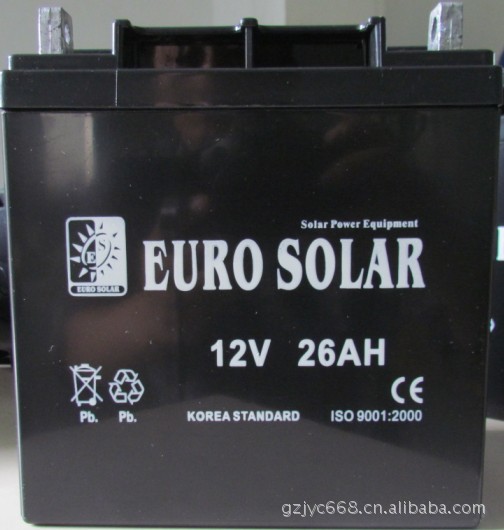 Solar Power Equipment
ES
EURO SOLAR
EURO SOLAR
12V 26AH
Pb. Pb.
KOREA STANDARD
ISO 9001:2000
CE
gzjyc668.cn.alibaba.com